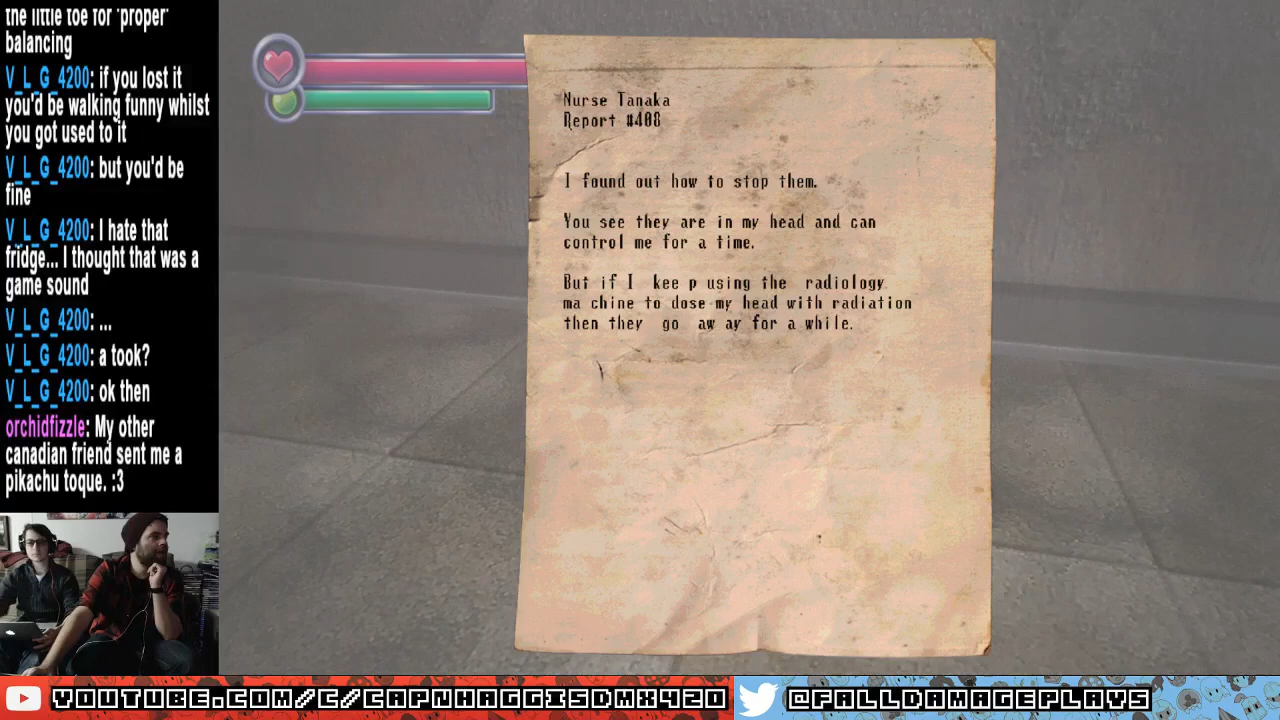 the little toe for 'proper'
balancing
V_L_G_4200: if you lost it
you'd be walking funny whilst
you got used to it
V_L_G_4200: but you'd be
fine
V_L_G_4200: I hate that
fridge... I thought that was a
game sound
V_L_G_4200: ...
V_L_G_4200: a took?
V_L_G_4200: ok then
orchidfizzle: My other
canadian friend sent me a
pikachu toque. :3
Nurse Tanaka
Report #408
I found out how to stop them.
You see they are in my head and can
control me for a time.
But if I kee p using the radiology
ma chine to dose my head with radiation
then they go aw ay for a while.
YOUTUBE.COM/C/CAPNHAGGISDMX420
@FALLDAMAGEPLAYS